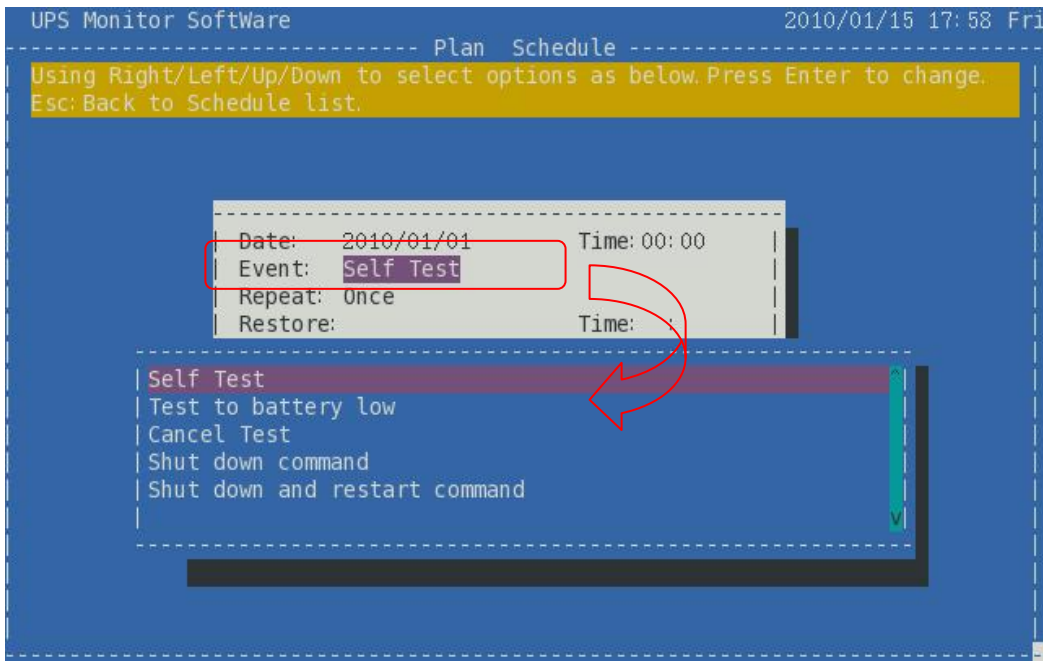 UPS Monitor SoftWare 2010/01/15 17:58 Fri
Plan Schedule
Using Right/Left/Up/Down to select options as below.Press Enter to change.
Esc:Back to Schedule list.
Date: 2010/01/01 Time:00:00
Event: Self Test
Repeat: Once
Restore: Time: :
Self Test
Test to battery low
Cancel Test
Shut down command
Shut down and restart command